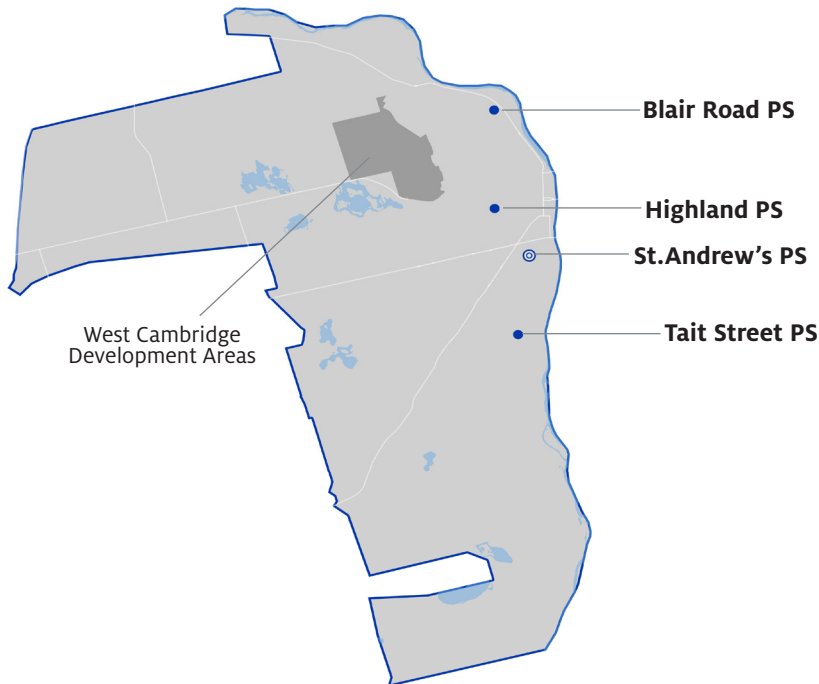 Blair Road PS
Highland PS
St.Andrew's PS
Tait Street PS
West Cambridge
Development Areas